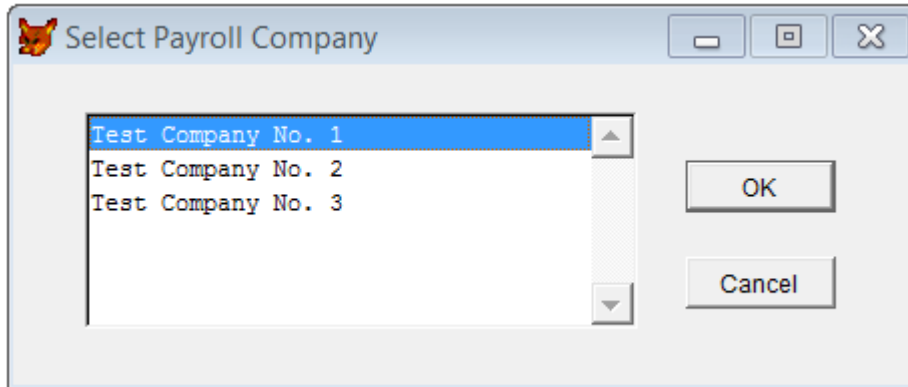 Select Payroll Company
Test Company No. 1
Test Company No. 2
Test Company No. 3
OK
Cancel